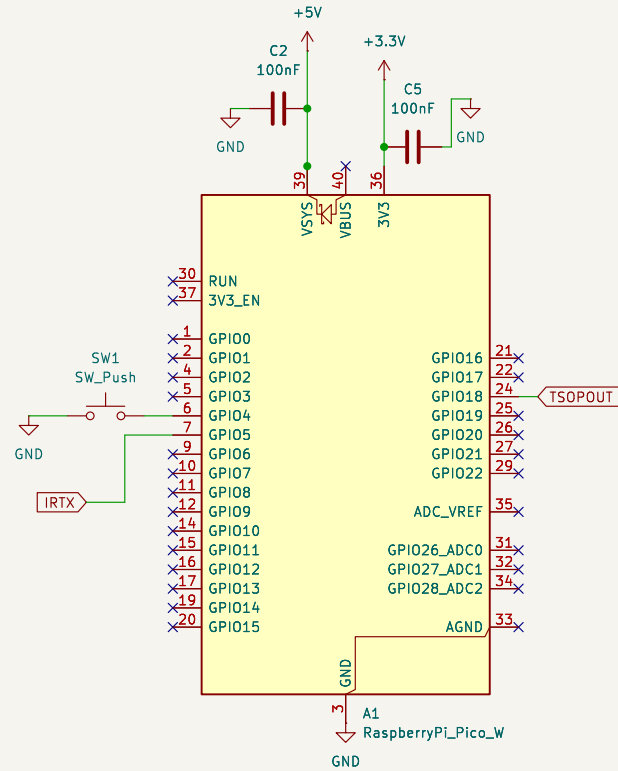 +5V
+3.3V
C2
100nF
C5
100nF
GND
GND
39
40
36
VSYS
VBUS
3V3
30 RUN
37 3V3_EN
1 GPIO0
2 GPIO1
4 GPIO2
5 GPIO3
6 GPIO4
7 GPIO5
9 GPIO6
10 GPIO7
11 GPIO8
12 GPIO9
14 GPIO10
15 GPIO11
16 GPIO12
17 GPIO13
19 GPIO14
20 GPIO15
SW1
SW_Push
GND
IRTX
GPIO16 21
GPIO17 22
GPIO18 24
TSOPOUT
GPIO19 25
GPIO20 26
GPIO21 27
GPIO22 29
ADC_VREF 35
GPIO26_ADC0 31
GPIO27_ADC1 32
GPIO28_ADC2 34
AGND 33
GND
3
A1
RaspberryPi_Pico_W
GND